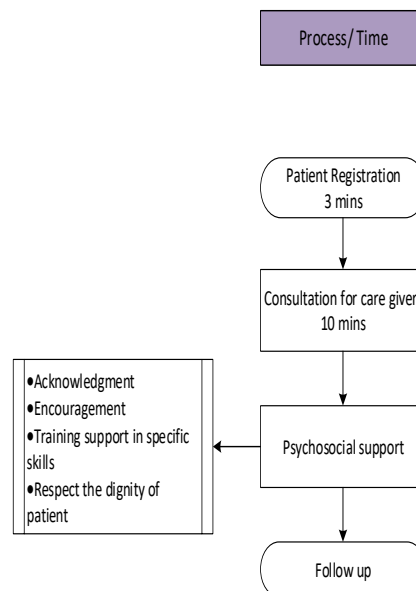 Process/ Time
Patient Registration
3 mins
Consultation for care giver
10 mins
●Acknowledgment
●Encouragement
●Training support in specific
skills
●Respect the dignity of
patient
Psychosocial support
Follow up